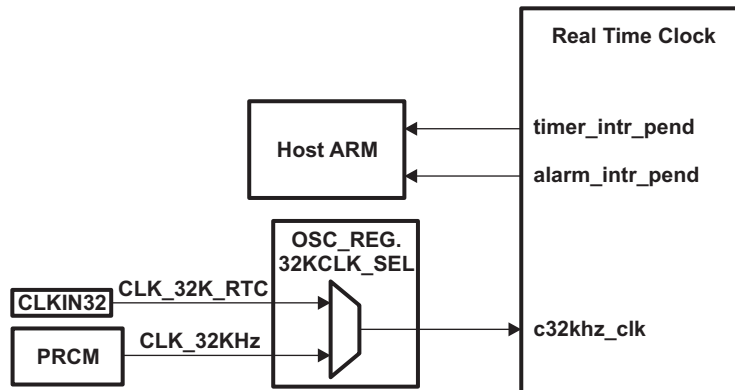 Real Time Clock
timer_intr_pend
Host ARM
alarm_intr_pend
OSC_REG.
32KCLK_SEL
CLK_32K_RTC
CLKIN32
c32khz_clk
CLK_32KHz
PRCM